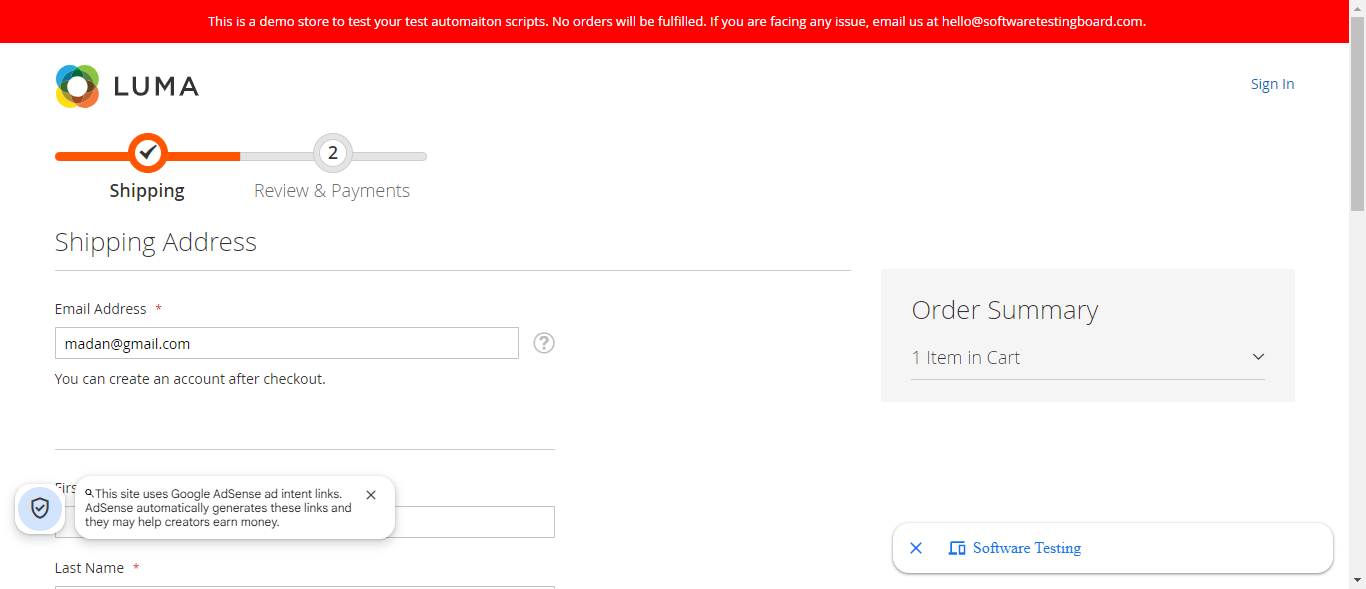 This is a demo store to test your test automaiton scripts. No orders will be fulfilled. If you are facing any issue, email us at hello@softwaretestingboard.com.
LUMA
Sign In
2
Shipping
Review & Payments
Shipping Address
Email Address *
madan@gmail.com
?
You can create an account after checkout.
Order Summary
1 Item in Cart
This site uses Google AdSense ad intent links.
AdSense automatically generates these links and
they may help creators earn money.
Last Name *
Software Testing